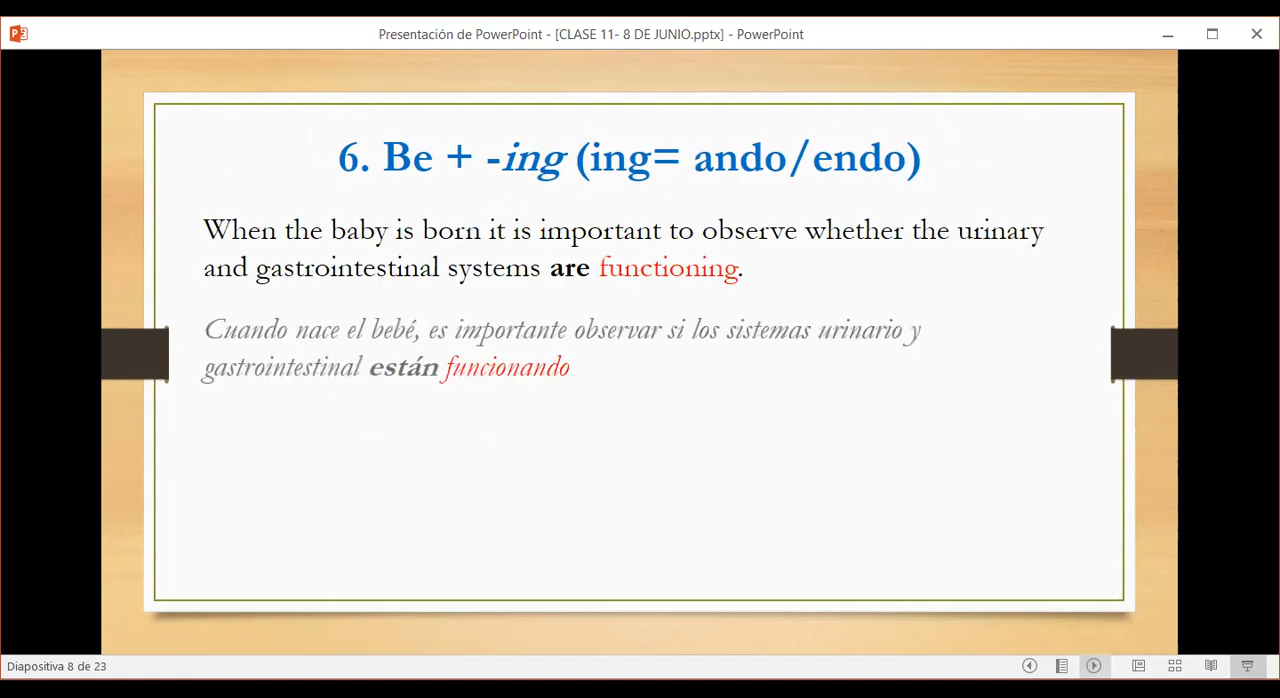 Presentación de PowerPoint - [CLASE 11- 8 DE JUNIO.pptx] - PowerPoint
6. Be + -ing (ing= ando/endo)
When the baby is born it is important to observe whether the urinary
and gastrointestinal systems are functioning.
Cuando nace el bebé, es importante observar si los sistemas urinario y
gastrointestinal están funcionando
Diapositiva 8 de 23